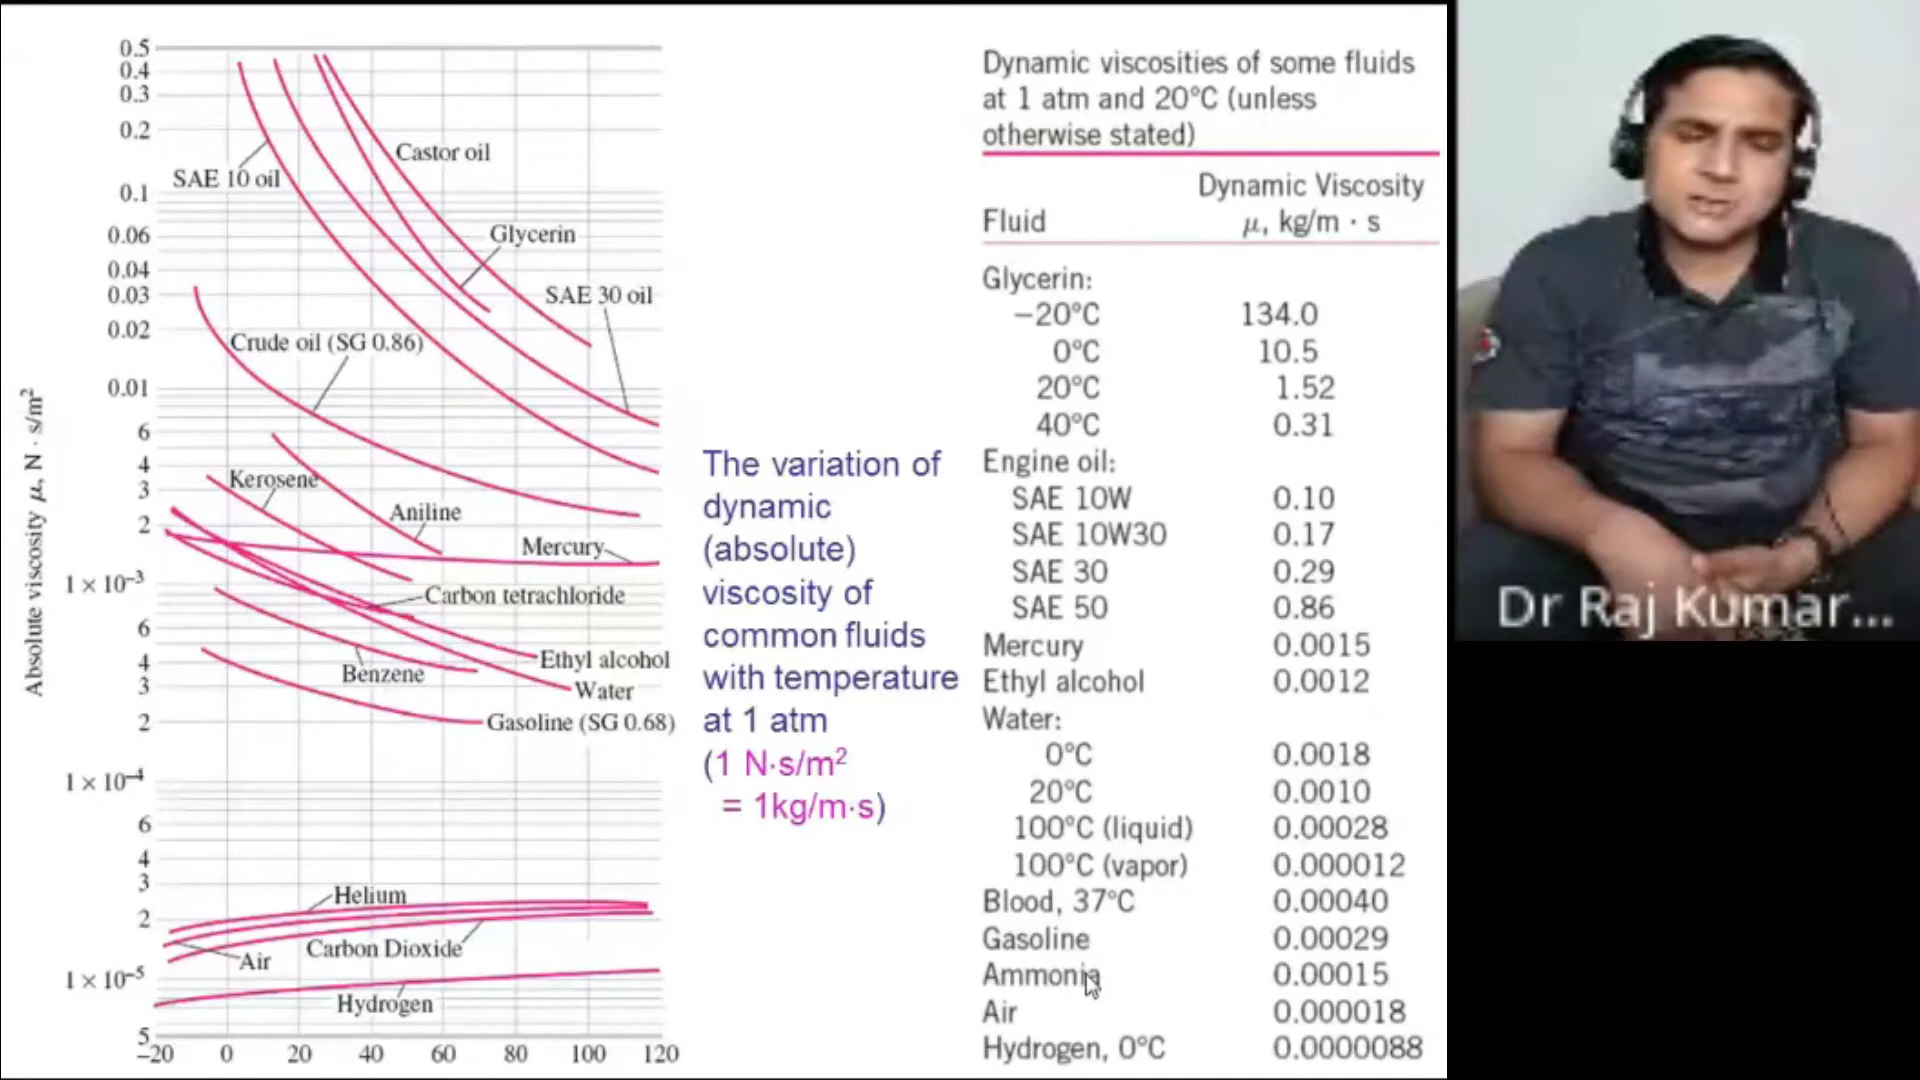 0.5
0.4
0.3
0.2
0.1
0.06
0.04
0.03
0.02
0.01
6
4
3
2
1 × 10⁻³
6
4
3
2
1 × 10⁻⁴
6
4
3
2
1 × 10⁻⁵
5
−20 0 20 40 60 80 100 120
Absolute viscosity μ, N · s/m²
Castor oil
SAE 10 oil
Glycerin
SAE 30 oil
Crude oil (SG 0.86)
Kerosene
Aniline
Mercury
Carbon tetrachloride
Ethyl alcohol
Benzene
Water
Gasoline (SG 0.68)
Helium
Carbon Dioxide
Air
Hydrogen
The variation of
dynamic
(absolute)
viscosity of
common fluids
with temperature
at 1 atm
(1 N·s/m²
= 1kg/m·s)
Dynamic viscosities of some fluids
at 1 atm and 20°C (unless
otherwise stated)
Dynamic Viscosity
Fluid μ, kg/m · s
Glycerin:
−20°C 134.0
0°C 10.5
20°C 1.52
40°C 0.31
Engine oil:
SAE 10W 0.10
SAE 10W30 0.17
SAE 30 0.29
SAE 50 0.86
Mercury 0.0015
Ethyl alcohol 0.0012
Water:
0°C 0.0018
20°C 0.0010
100°C (liquid) 0.00028
100°C (vapor) 0.000012
Blood, 37°C 0.00040
Gasoline 0.00029
Ammonia 0.00015
Air 0.000018
Hydrogen, 0°C 0.0000088
Dr Raj Kumar...